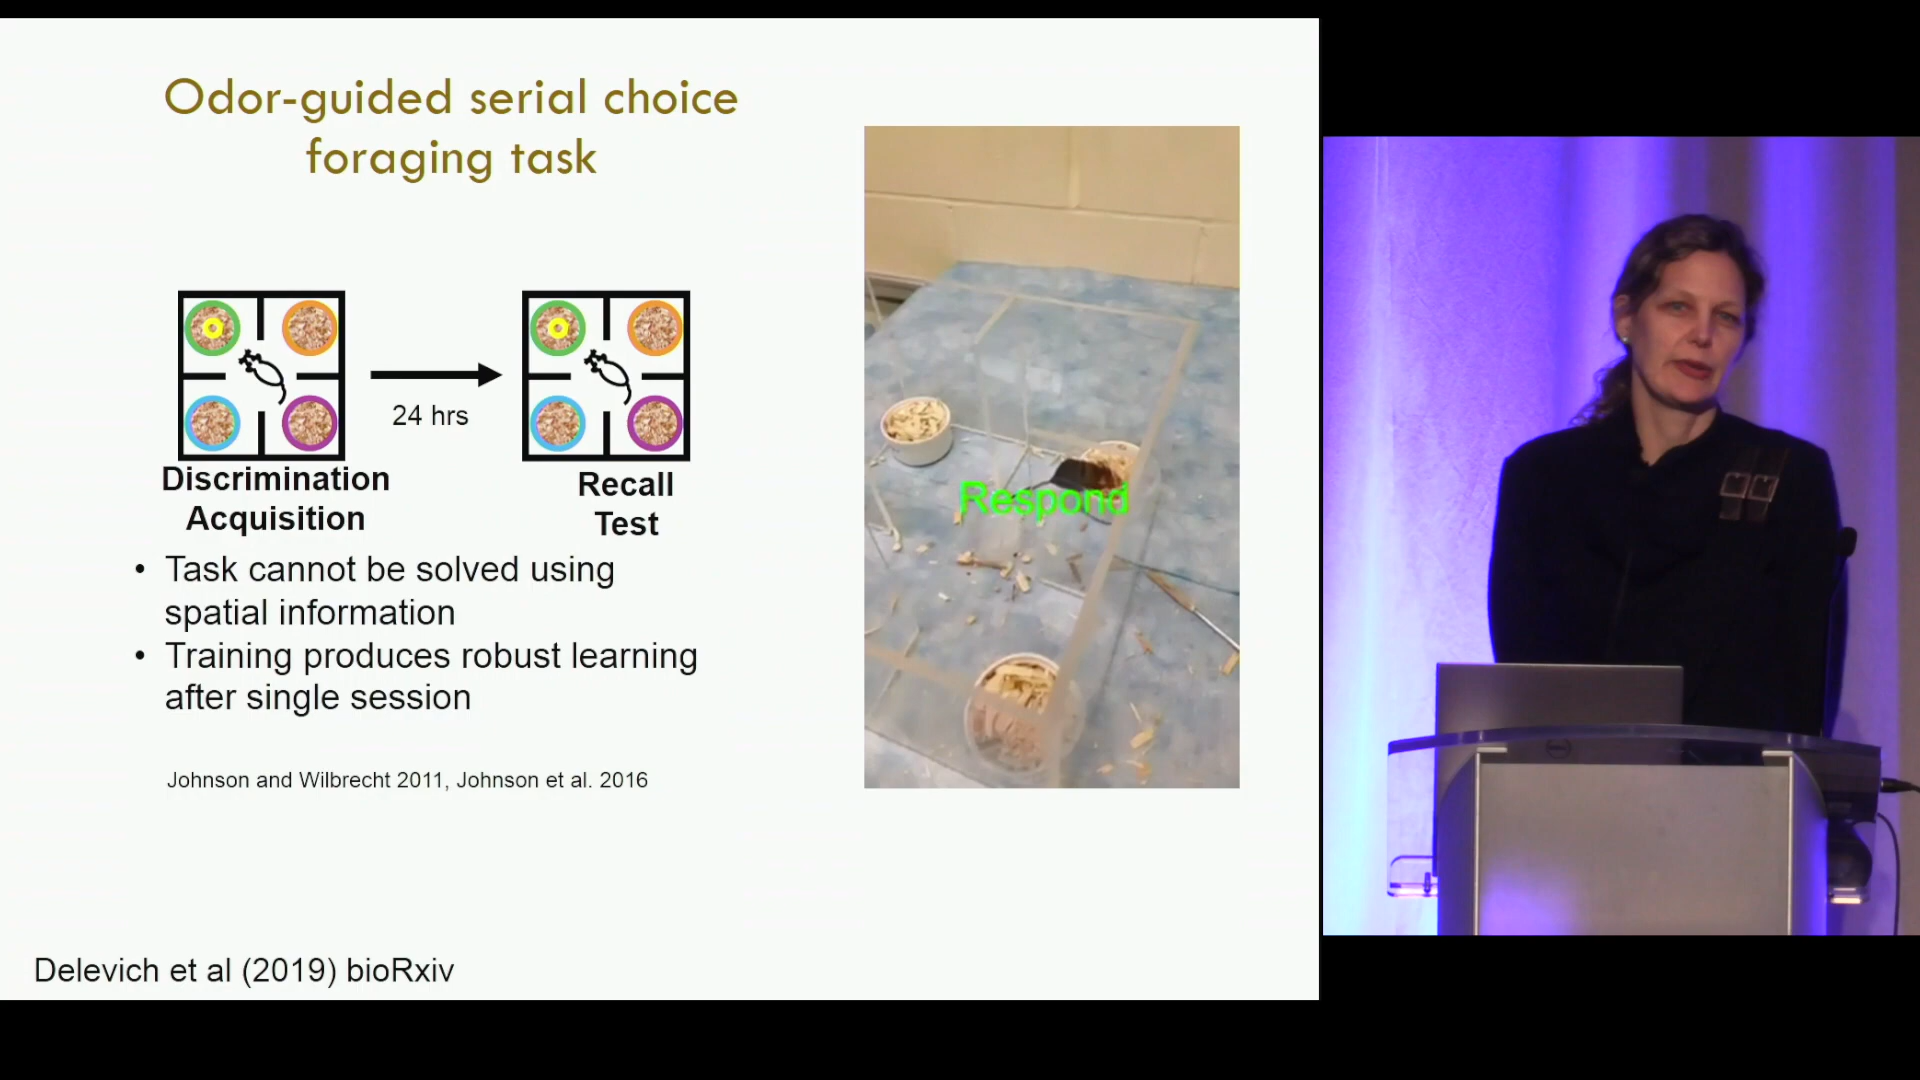 Odor-guided serial choice
foraging task
24 hrs
Discrimination
Acquisition
Recall
Test
• Task cannot be solved using
spatial information
• Training produces robust learning
after single session
Johnson and Wilbrecht 2011, Johnson et al. 2016
Respond
Delevich et al (2019) bioRxiv